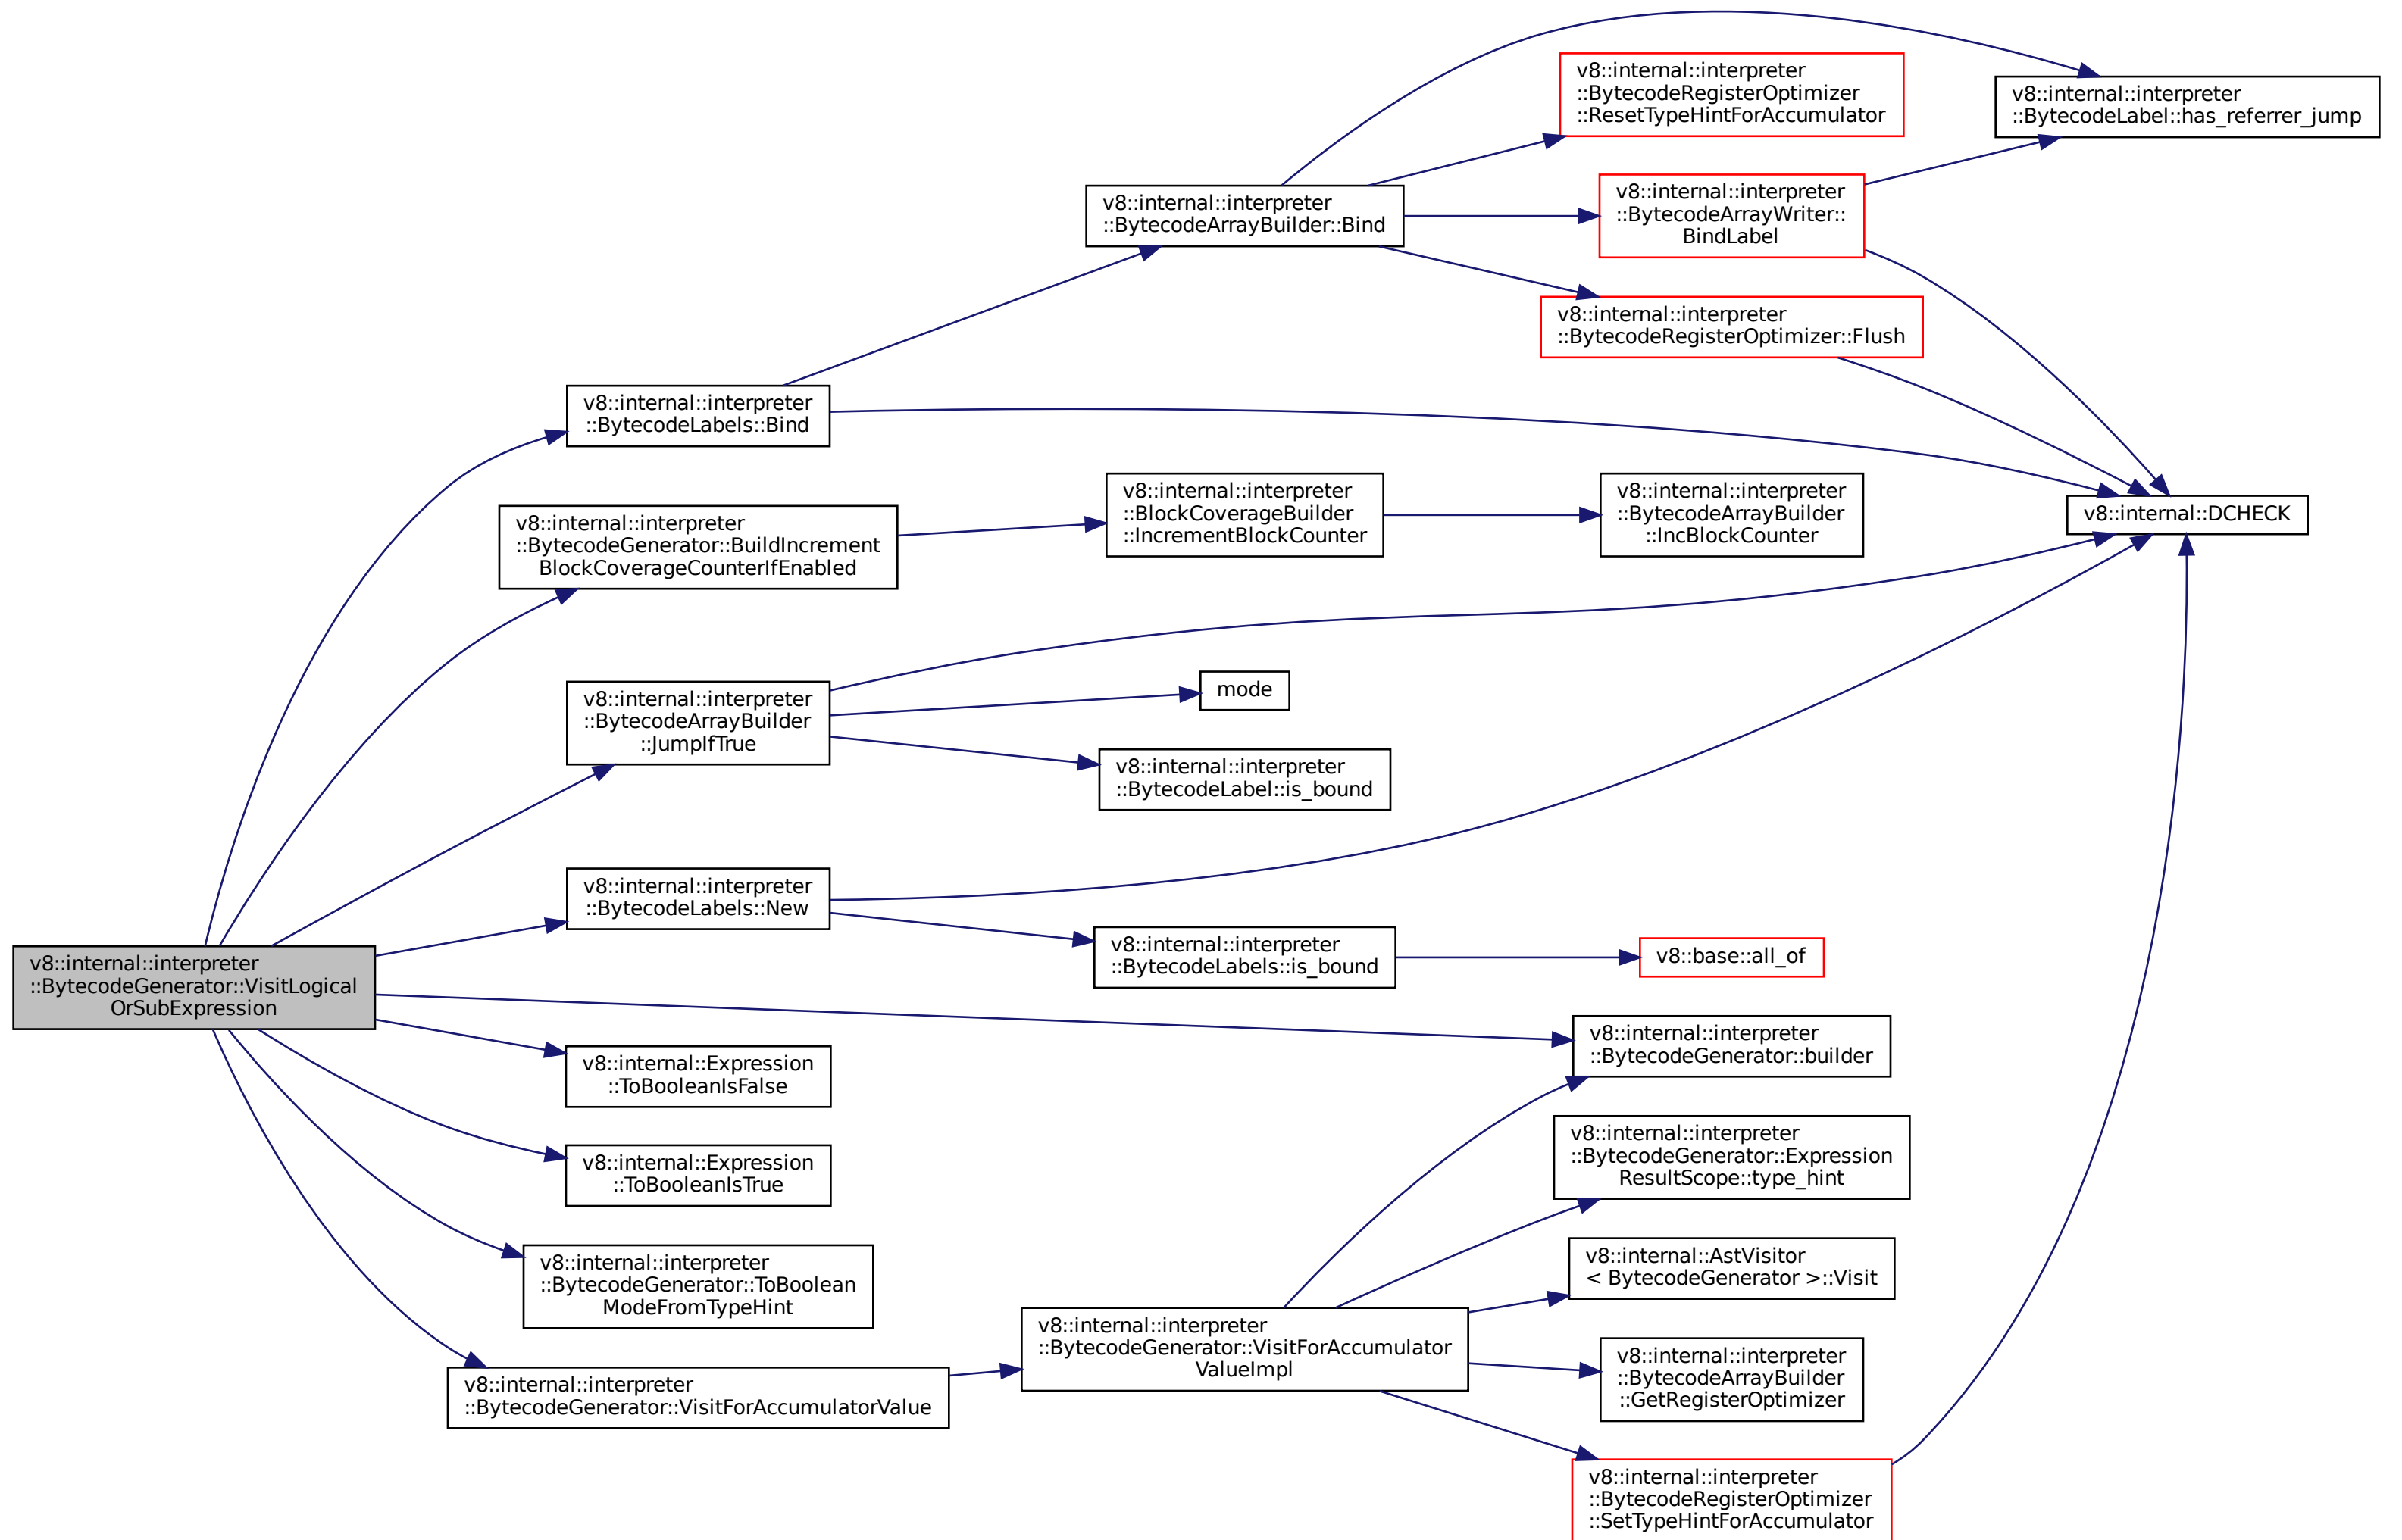 v8::internal::interpreter
::BytecodeGenerator::VisitLogical
OrSubExpression
v8::internal::interpreter
::BytecodeLabels::Bind
v8::internal::interpreter
::BytecodeGenerator::BuildIncrement
BlockCoverageCounterIfEnabled
v8::internal::interpreter
::BytecodeArrayBuilder
::JumpIfTrue
v8::internal::interpreter
::BytecodeLabels::New
v8::internal::Expression
::ToBooleanIsFalse
v8::internal::Expression
::ToBooleanIsTrue
v8::internal::interpreter
::BytecodeGenerator::ToBoolean
ModeFromTypeHint
v8::internal::interpreter
::BytecodeGenerator::VisitForAccumulatorValue
v8::internal::interpreter
::BytecodeArrayBuilder::Bind
v8::internal::interpreter
::BlockCoverageBuilder
::IncrementBlockCounter
mode
v8::internal::interpreter
::BytecodeLabel::is_bound
v8::internal::interpreter
::BytecodeLabels::is_bound
v8::internal::interpreter
::BytecodeGenerator::VisitForAccumulator
ValueImpl
v8::internal::interpreter
::BytecodeRegisterOptimizer
::ResetTypeHintForAccumulator
v8::internal::interpreter
::BytecodeArrayWriter::
BindLabel
v8::internal::interpreter
::BytecodeRegisterOptimizer::Flush
v8::internal::interpreter
::BytecodeArrayBuilder
::IncBlockCounter
v8::base::all_of
v8::internal::interpreter
::BytecodeGenerator::builder
v8::internal::interpreter
::BytecodeGenerator::Expression
ResultScope::type_hint
v8::internal::AstVisitor
< BytecodeGenerator >::Visit
v8::internal::interpreter
::BytecodeArrayBuilder
::GetRegisterOptimizer
v8::internal::interpreter
::BytecodeRegisterOptimizer
::SetTypeHintForAccumulator
v8::internal::interpreter
::BytecodeLabel::has_referrer_jump
v8::internal::DCHECK